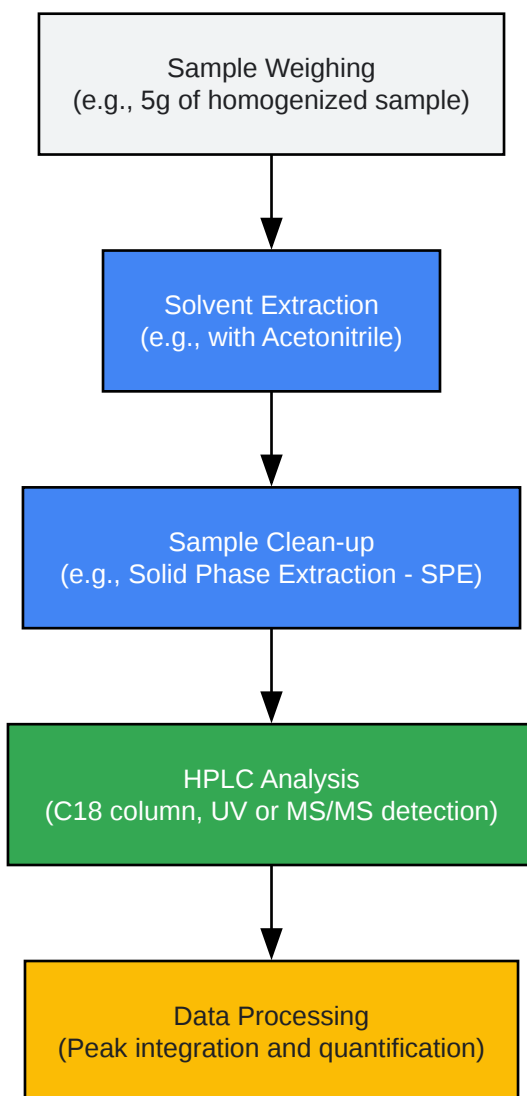 Sample Weighing
(e.g., 5g of homogenized sample)
Solvent Extraction
(e.g., with Acetonitrile)
Sample Clean-up
(e.g., Solid Phase Extraction - SPE)
HPLC Analysis
(C18 column, UV or MS/MS detection)
Data Processing
(Peak integration and quantification)